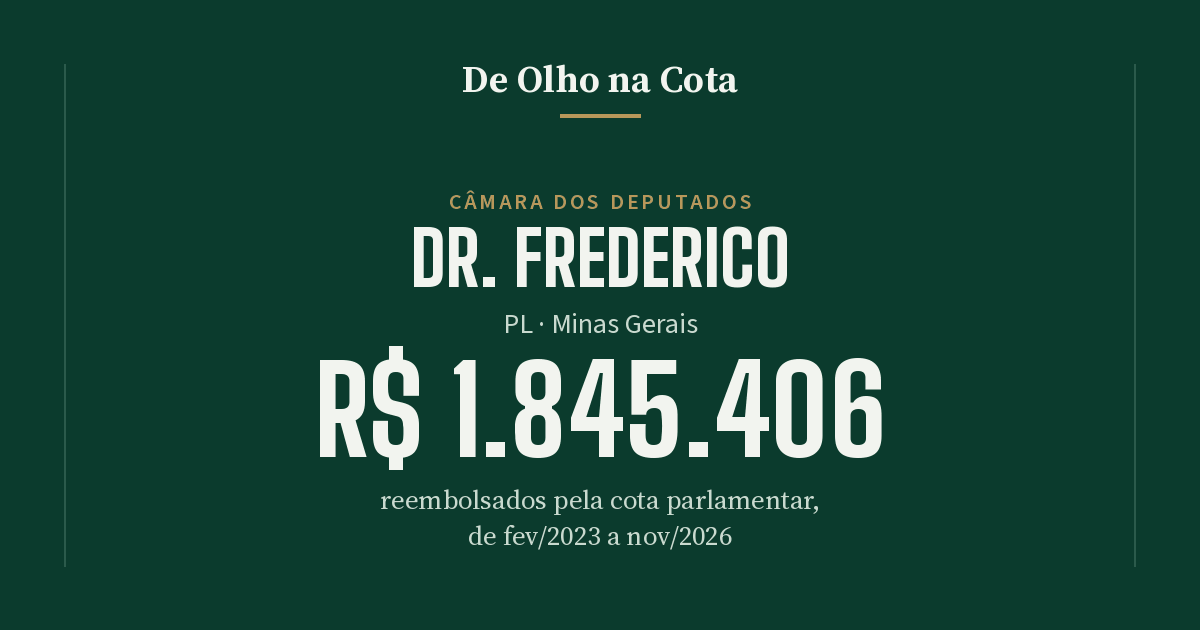 De Olho na Cota
CÂMARA DOS DEPUTADOS
DR. FREDERICO
PL · Minas Gerais
R$ 1.845.406
reembolsados pela cota parlamentar,
de fev/2023 a nov/2026